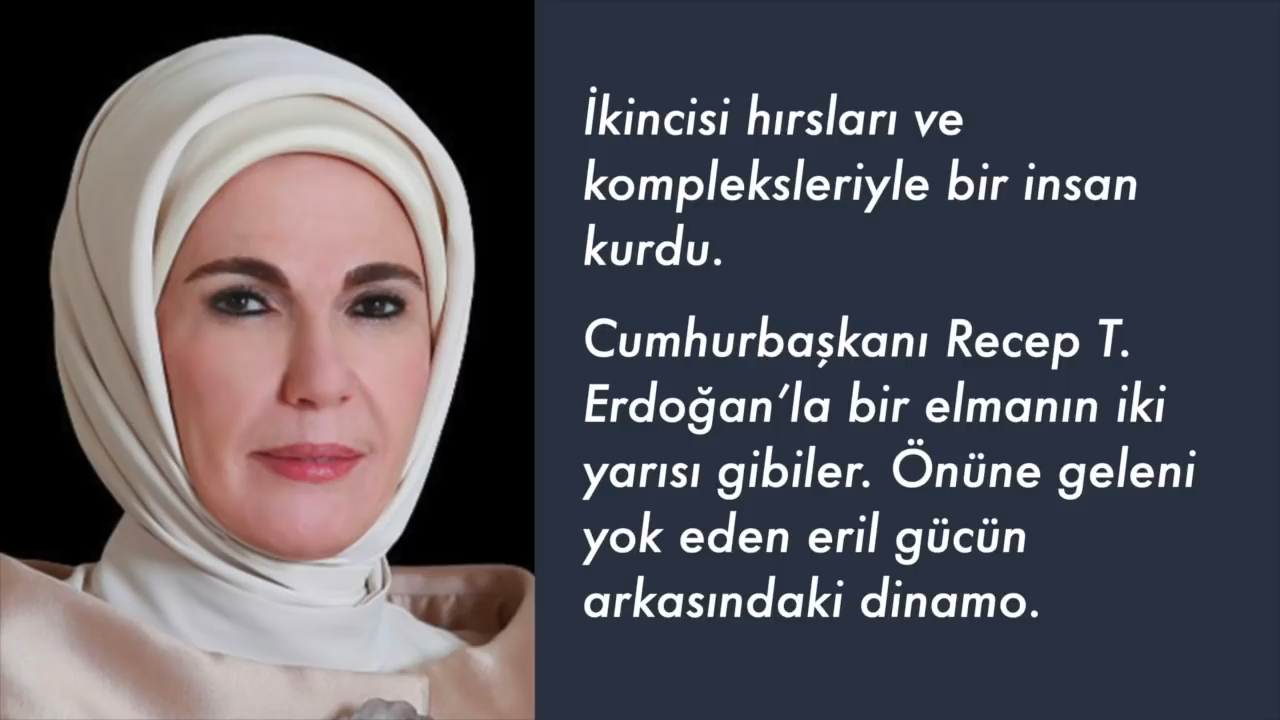 İkincisi hırsları ve
kompleksleriyle bir insan
kurdu.
Cumhurbaşkanı Recep T.
Erdoğan’la bir elmanın iki
yarısı gibiler. Önüne geleni
yok eden eril gücün
arkasındaki dinamo.